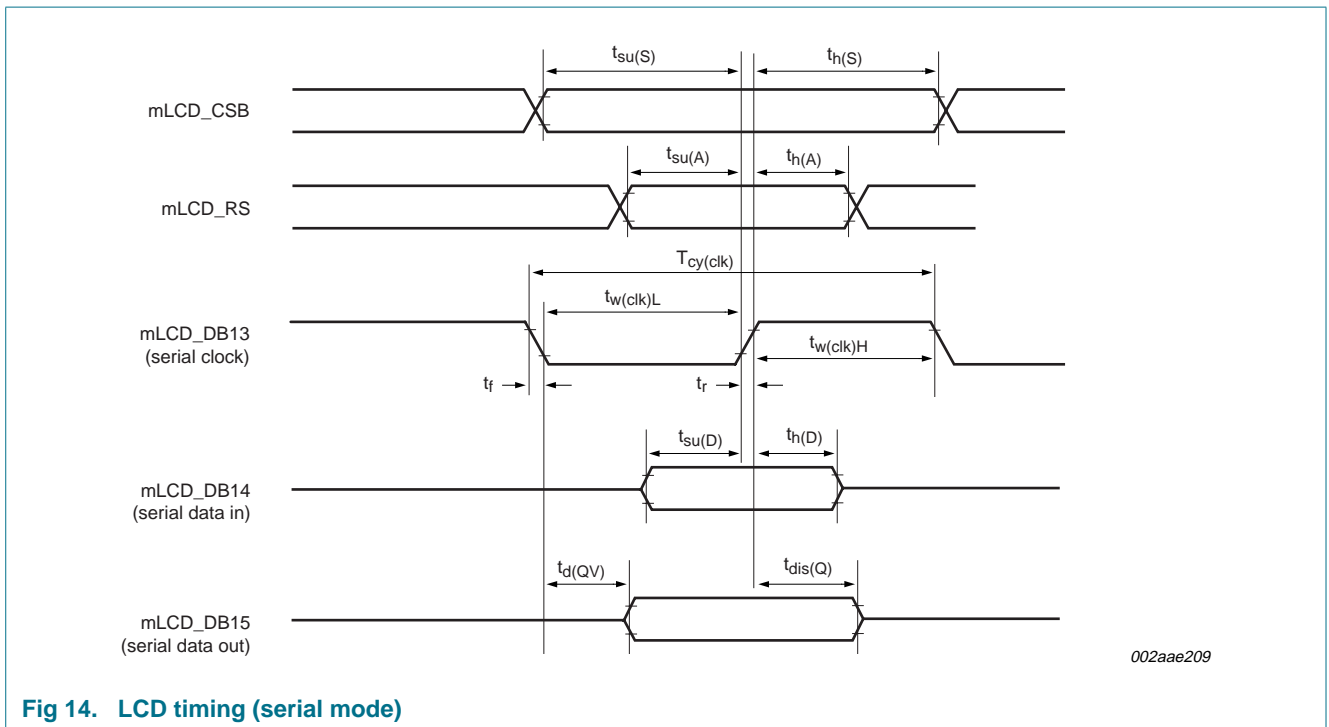 tsu(S)
th(S)
mLCD_CSB
tsu(A)
th(A)
mLCD_RS
Tcy(clk)
tw(clk)L
mLCD_DB13
(serial clock)
tw(clk)H
tf
tr
tsu(D)
th(D)
mLCD_DB14
(serial data in)
td(QV)
tdis(Q)
mLCD_DB15
(serial data out)
002aae209
Fig 14. LCD timing (serial mode)